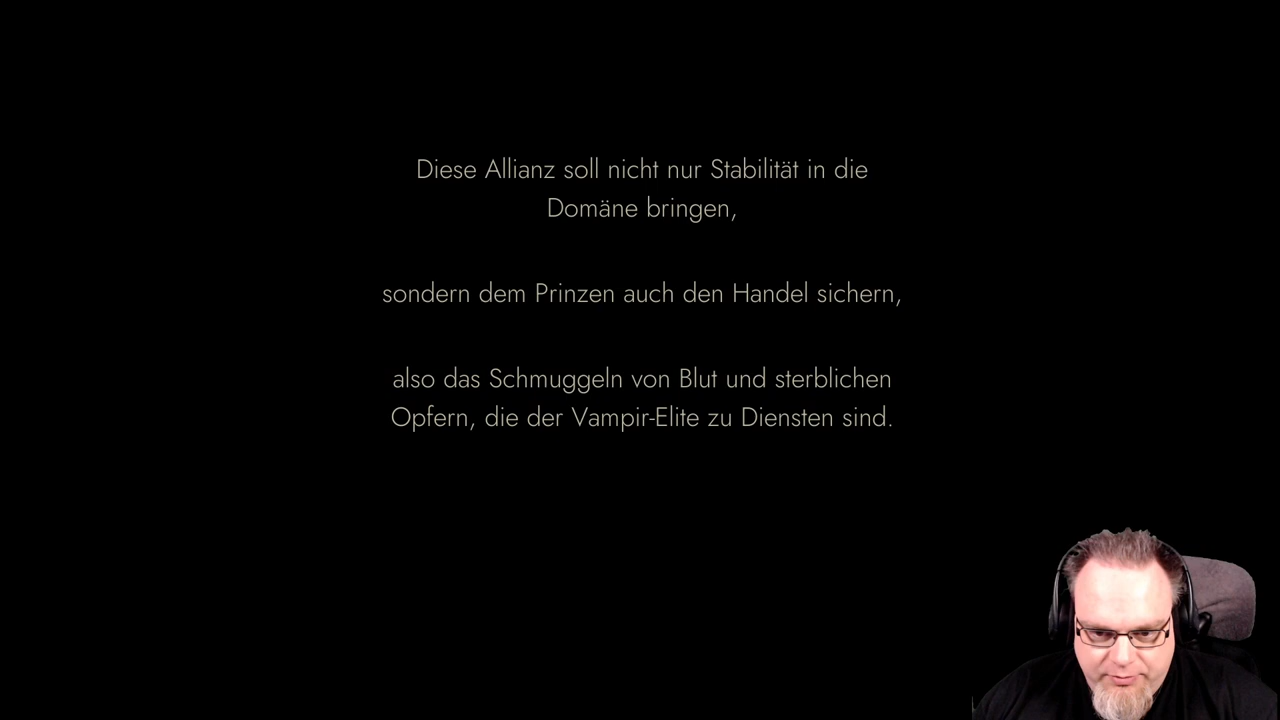 Diese Allianz soll nicht nur Stabilität in die
Domäne bringen,
sondern dem Prinzen auch den Handel sichern,
also das Schmuggeln von Blut und sterblichen
Opfern, die der Vampir-Elite zu Diensten sind.